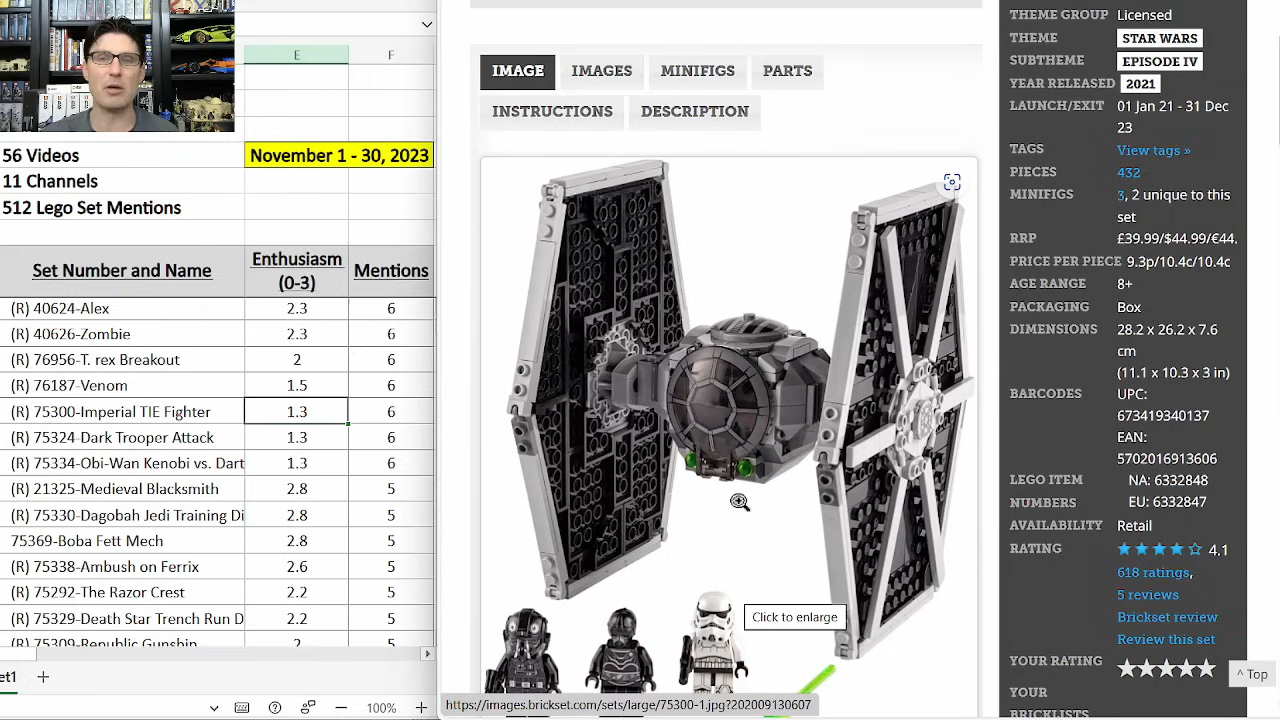 E F
56 Videos November 1 - 30, 2023
11 Channels
512 Lego Set Mentions
Set Number and Name Enthusiasm (0-3) Mentions
(R) 40624-Alex 2.3 6
(R) 40626-Zombie 2.3 6
(R) 76956-T. rex Breakout 2 6
(R) 76187-Venom 1.5 6
(R) 75300-Imperial TIE Fighter 1.3 6
(R) 75324-Dark Trooper Attack 1.3 6
(R) 75334-Obi-Wan Kenobi vs. Dart 1.3 6
(R) 21325-Medieval Blacksmith 2.8 5
(R) 75330-Dagobah Jedi Training Di 2.8 5
75369-Boba Fett Mech 2.8 5
(R) 75338-Ambush on Ferrix 2.6 5
(R) 75292-The Razor Crest 2.2 5
(R) 75329-Death Star Trench Run D 2.2 5
(R) 75309-Republic Gunship 2 5
et1 +
100%
IMAGE IMAGES MINIFIGS PARTS
INSTRUCTIONS DESCRIPTION
Click to enlarge
https://images.brickset.com/sets/large/75300-1.jpg?202009130607
THEME GROUP Licensed
THEME STAR WARS
SUBTHEME EPISODE IV
YEAR RELEASED 2021
LAUNCH/EXIT 01 Jan 21 - 31 Dec
23
TAGS View tags »
PIECES 432
MINIFIGS 3, 2 unique to this
set
RRP £39.99/$44.99/€44.
PRICE PER PIECE 9.3p/10.4c/10.4c
AGE RANGE 8+
PACKAGING Box
DIMENSIONS 28.2 x 26.2 x 7.6
cm
(11.1 x 10.3 x 3 in)
BARCODES UPC:
673419340137
EAN:
5702016913606
LEGO ITEM NA: 6332848
NUMBERS EU: 6332847
AVAILABILITY Retail
RATING 4.1
618 ratings,
5 reviews
Brickset review
Review this set
YOUR RATING
^ Top
YOUR
BRICKLISTS